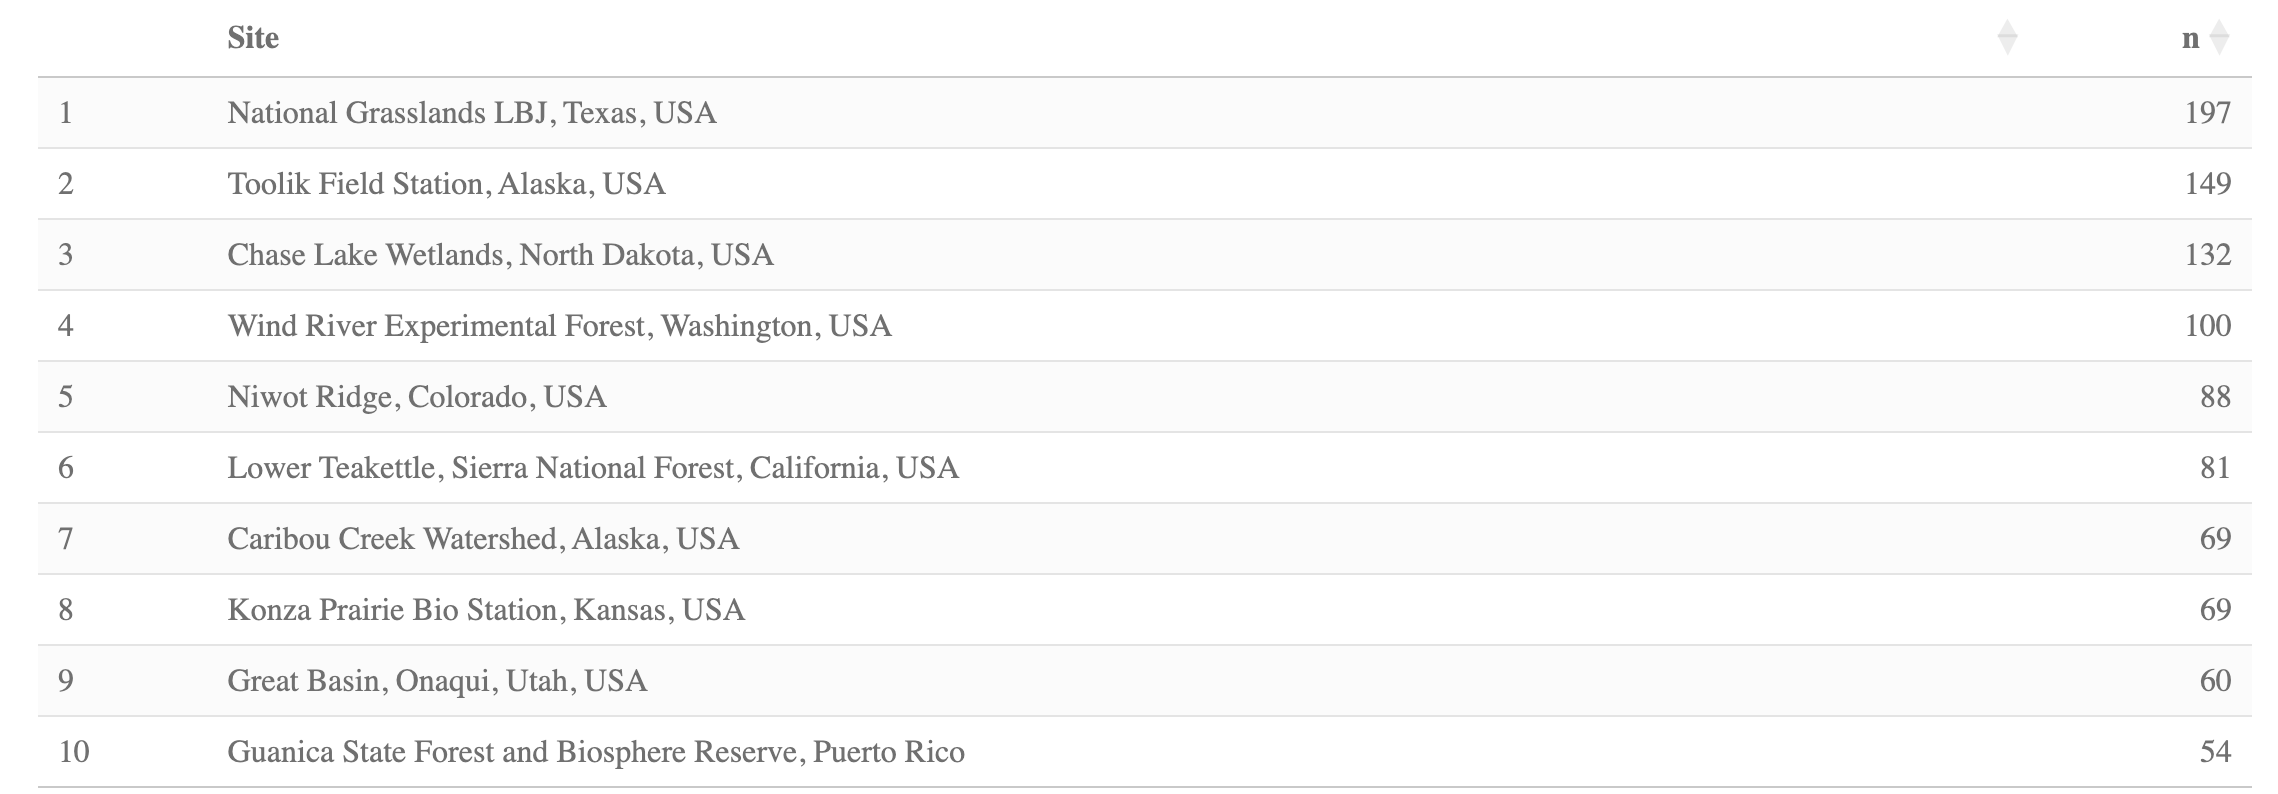 Site n
1 National Grasslands LBJ, Texas, USA 197
2 Toolik Field Station, Alaska, USA 149
3 Chase Lake Wetlands, North Dakota, USA 132
4 Wind River Experimental Forest, Washington, USA 100
5 Niwot Ridge, Colorado, USA 88
6 Lower Teakettle, Sierra National Forest, California, USA 81
7 Caribou Creek Watershed, Alaska, USA 69
8 Konza Prairie Bio Station, Kansas, USA 69
9 Great Basin, Onaqui, Utah, USA 60
10 Guanica State Forest and Biosphere Reserve, Puerto Rico 54